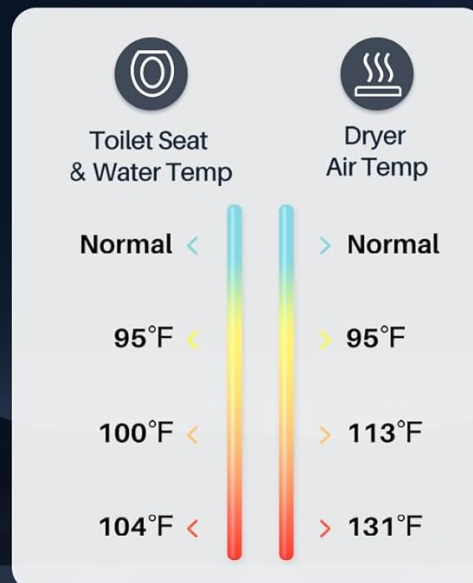 Toilet Seat
& Water Temp
Dryer
Air Temp
Normal
Normal
95°F
95°F
100°F
113°F
104°F
131°F